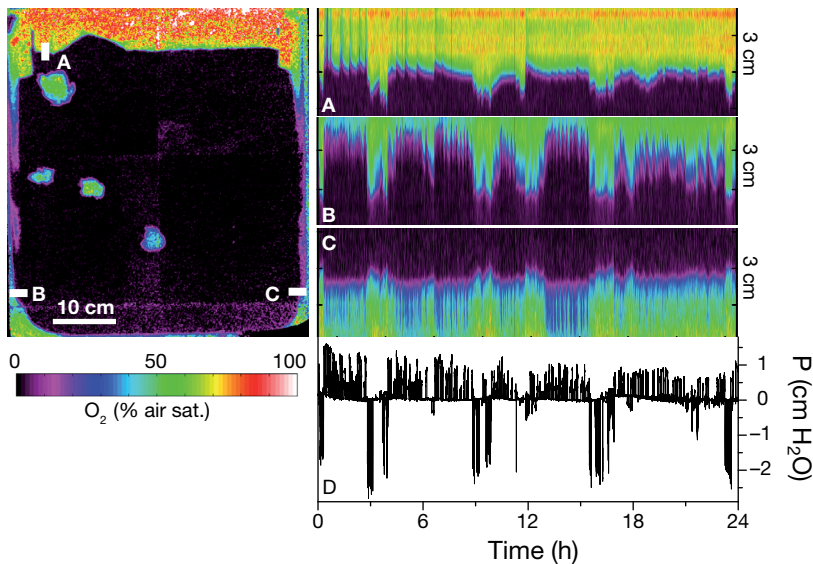 A
B
C
10 cm
0
50
100
O2 (% air sat.)
A
3 cm
B
3 cm
C
3 cm
D
1
0
−1
−2
P (cm H2O)
0
6
12
18
24
Time (h)